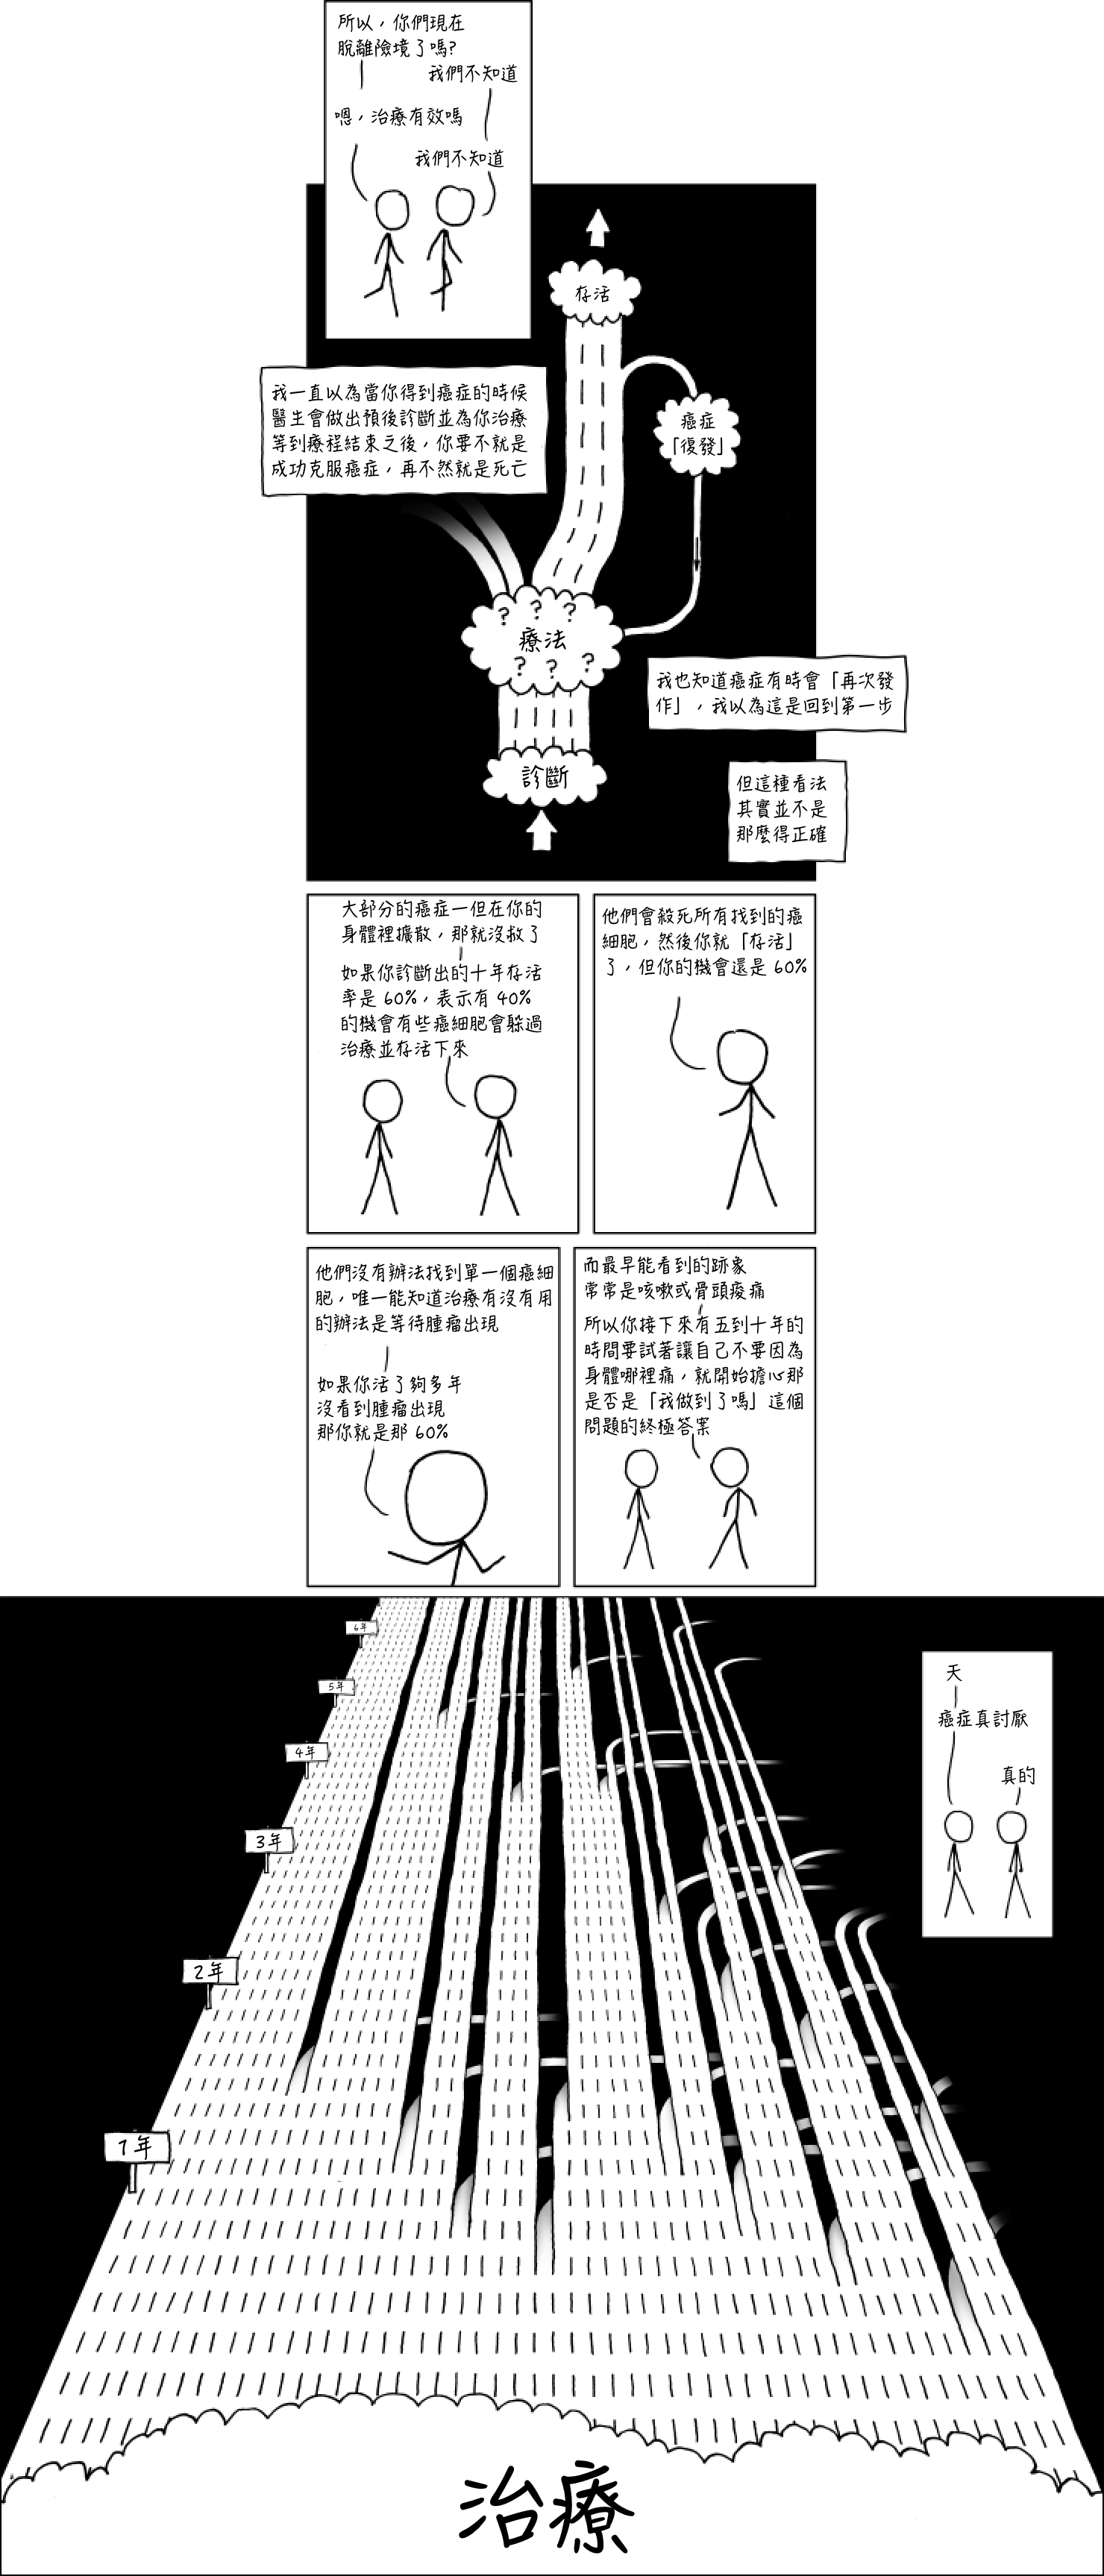 所以，你們現在
脫離險境了嗎?
我們不知道
嗯，治療有效嗎
我們不知道
存活
癌症
「復發」
我一直以為當你得到癌症的時候
醫生會做出預後診斷並為你治療
等到療程結束之後，你要不就是
成功克服癌症，再不然就是死亡
? ? ?
療法
? ? ?
我也知道癌症有時會「再次發
作」，我以為這是回到第一步
診斷
但這種看法
其實並不是
那麼得正確
大部分的癌症一但在你的
身體裡擴散，那就沒救了
如果你診斷出的十年存活
率是 60%，表示有 40%
的機會有些癌細胞會躲過
治療並存活下來
他們會殺死所有找到的癌
細胞，然後你就「存活」
了，但你的機會還是 60%
他們沒有辦法找到單一個癌細
胞，唯一能知道治療有沒有用
的辦法是等待腫瘤出現
如果你活了夠多年
沒看到腫瘤出現
那你就是那 60%
而最早能看到的跡象
常常是咳嗽或骨頭痠痛
所以你接下來有五到十年的
時間要試著讓自己不要因為
身體哪裡痛，就開始擔心那
是否是「我做到了嗎」這個
問題的終極答案
6年
5年
4年
3年
2年
1年
天
癌症真討厭
真的
治療